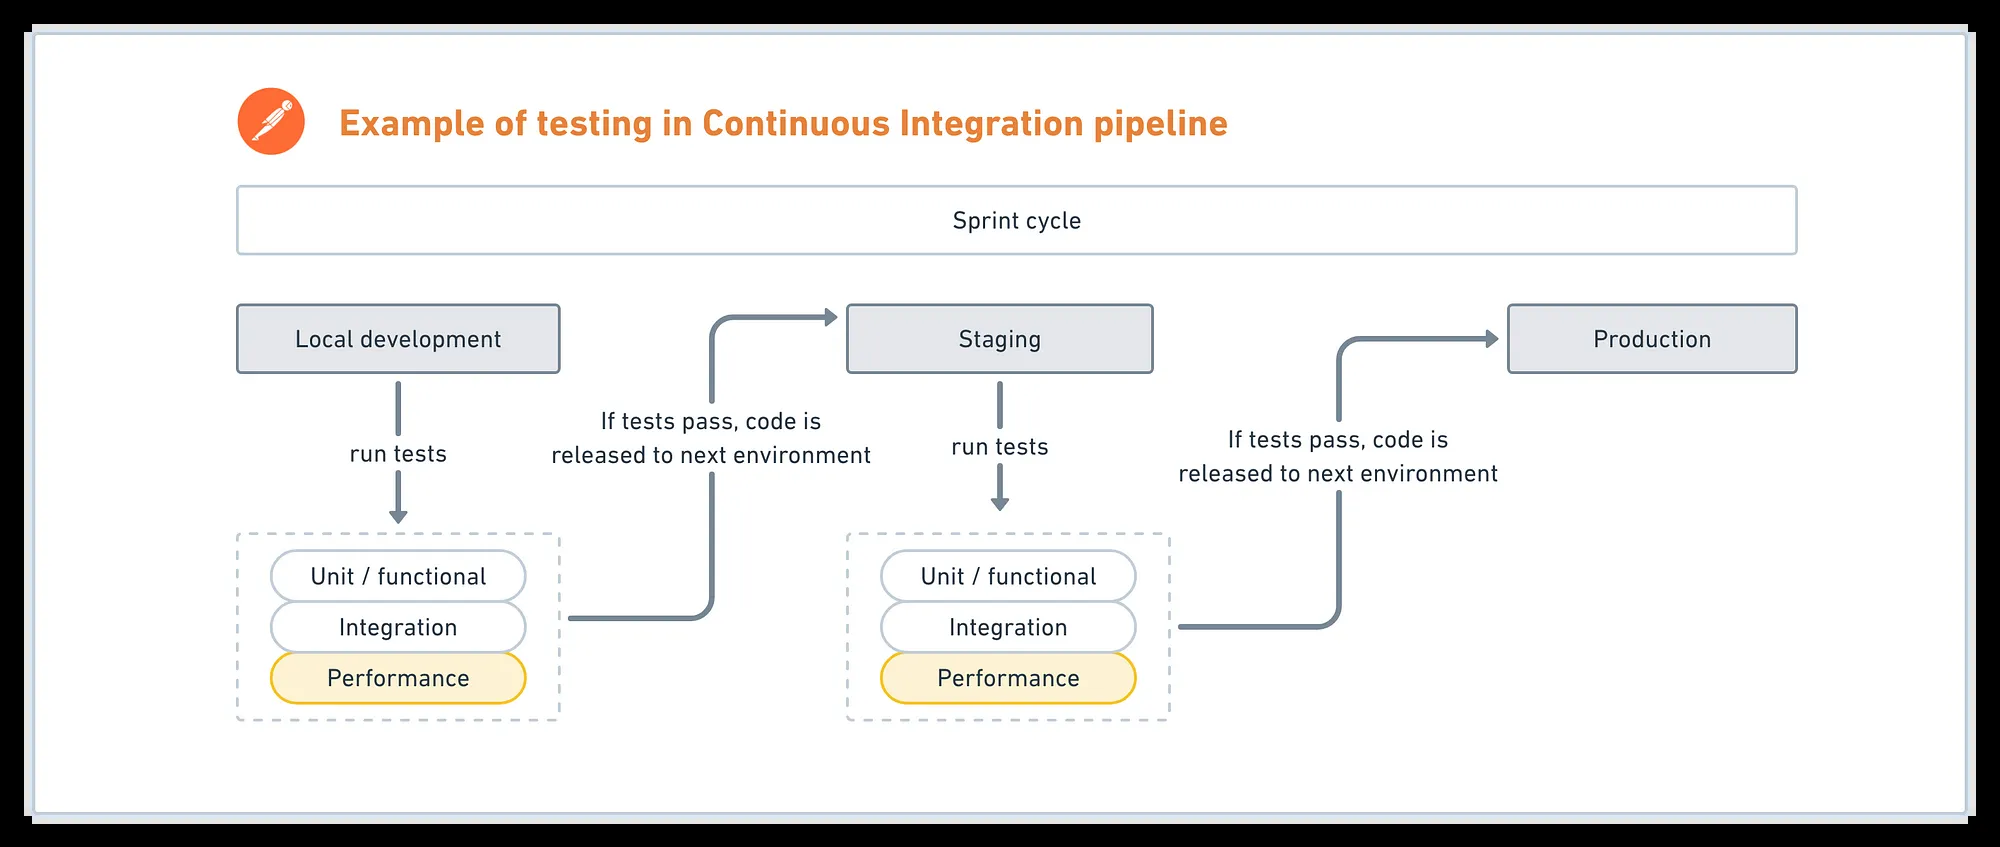 Example of testing in Continuous Integration pipeline
Sprint cycle
Local development
Staging
Production
If tests pass, code is
released to next environment
run tests
run tests
If tests pass, code is
released to next environment
Unit / functional
Integration
Performance
Unit / functional
Integration
Performance